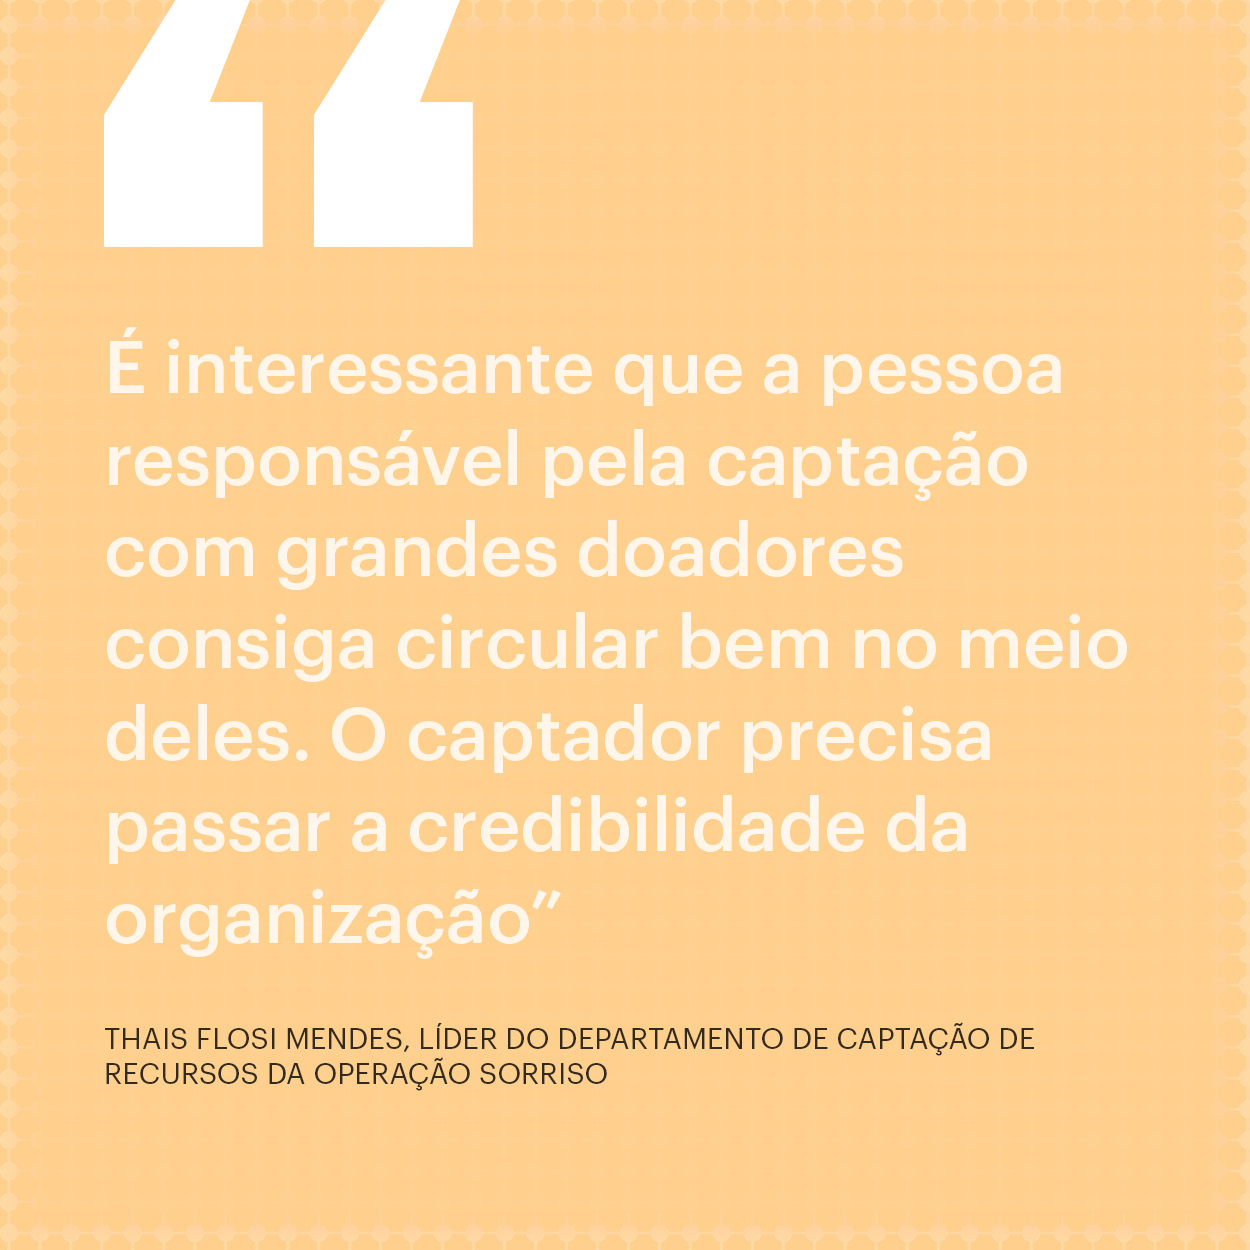 “
É interessante que a pessoa
responsável pela captação
com grandes doadores
consiga circular bem no meio
deles. O captador precisa
passar a credibilidade da
organização”
THAIS FLOSI MENDES, LÍDER DO DEPARTAMENTO DE CAPTAÇÃO DE
RECURSOS DA OPERAÇÃO SORRISO